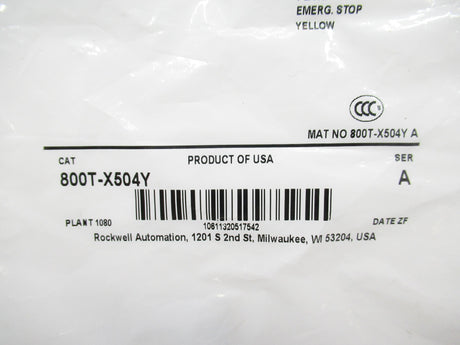 EMERG. STOP
YELLOW
CCC
MAT NO 800T-X504Y A
CAT PRODUCT OF USA SER
800T-X504Y A
PLANT 1080 10611320517542 DATE ZF
Rockwell Automation, 1201 S 2nd St, Milwaukee, WI 53204, USA